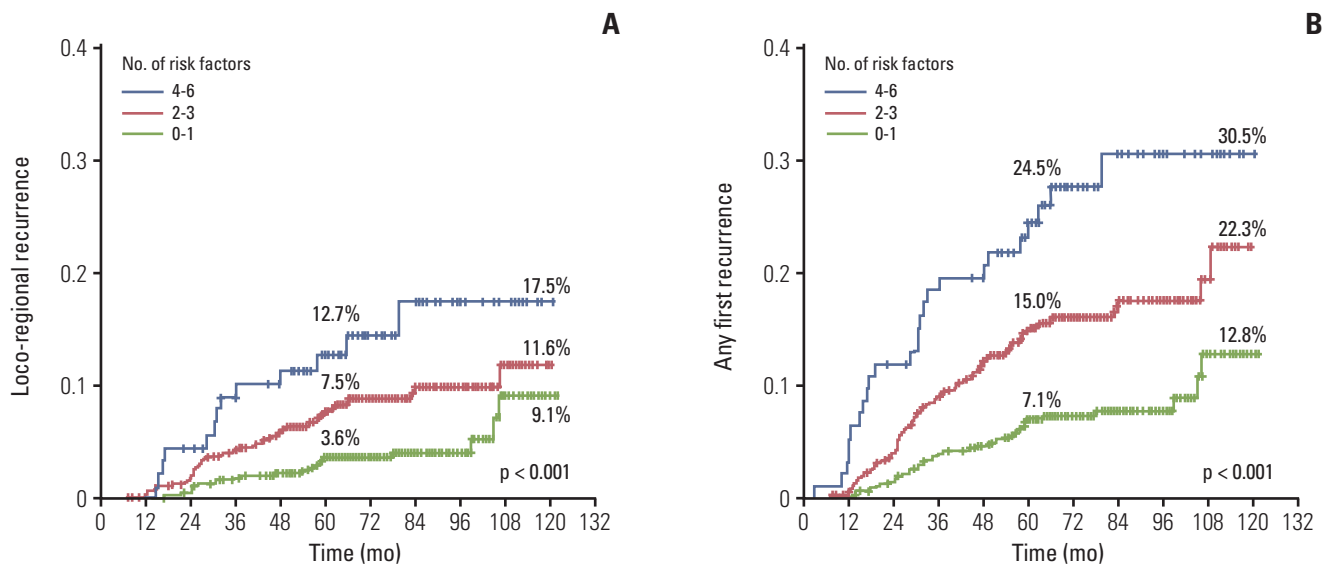 A
Loco-regional recurrence
0.4
0.3
0.2
0.1
0
No. of risk factors
4-6
2-3
0-1
12.7%
17.5%
7.5%
11.6%
3.6%
9.1%
p < 0.001
0 12 24 36 48 60 72 84 96 108 120 132
Time (mo)
B
Any first recurrence
0.4
0.3
0.2
0.1
0
No. of risk factors
4-6
2-3
0-1
24.5%
30.5%
15.0%
22.3%
7.1%
12.8%
p < 0.001
0 12 24 36 48 60 72 84 96 108 120 132
Time (mo)